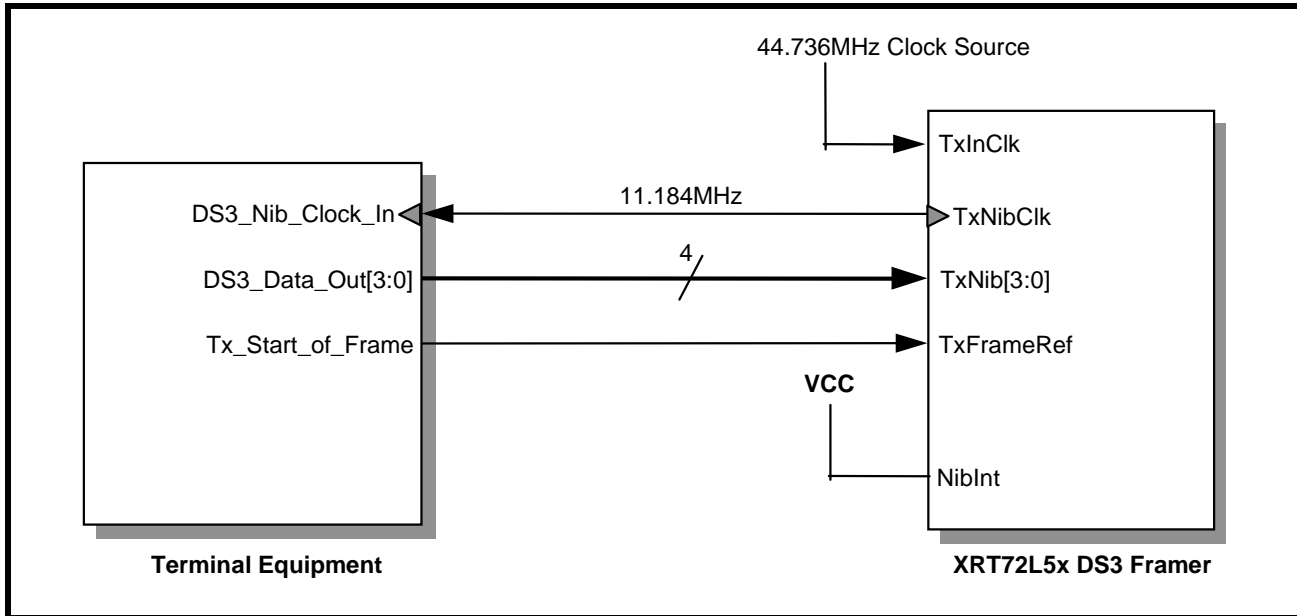 44.736MHz Clock Source
TxInClk
11.184MHz
DS3_Nib_Clock_In
TxNibClk
4
DS3_Data_Out[3:0]
TxNib[3:0]
Tx_Start_of_Frame
TxFrameRef
VCC
NibInt
Terminal Equipment
XRT72L5x DS3 Framer